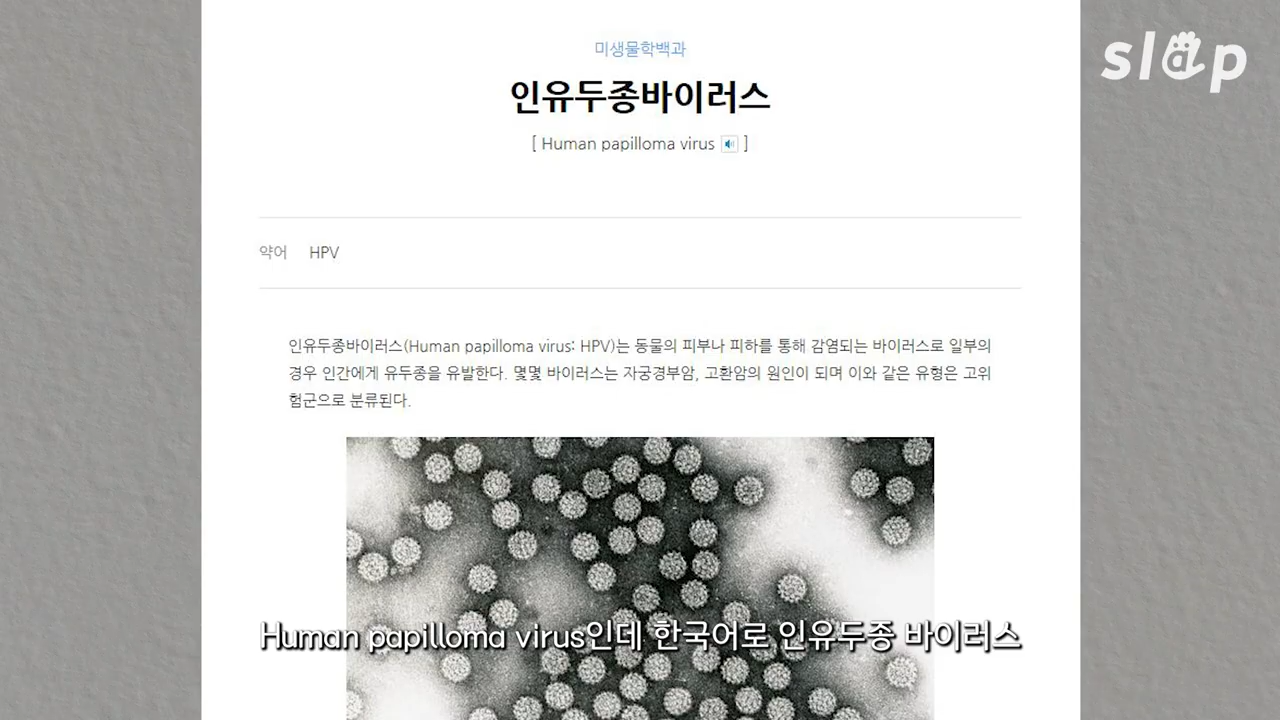 slap
미생물학백과
인유두종바이러스
[ Human papilloma virus ]
약어 HPV
인유두종바이러스(Human papilloma virus: HPV)는 동물의 피부나 피하를 통해 감염되는 바이러스로 일부의
경우 인간에게 유두종을 유발한다. 몇몇 바이러스는 자궁경부암, 고환암의 원인이 되며 이와 같은 유형은 고위
험군으로 분류된다.
Human papilloma virus인데 한국어로 인유두종 바이러스